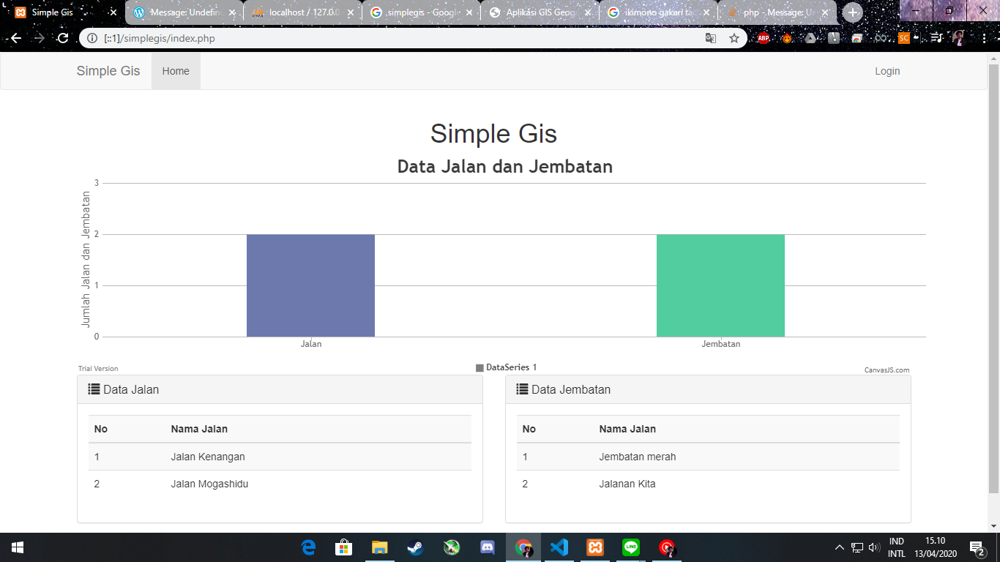 Simple Gis
Message: Undefin
localhost / 127.0.0
simplegis - Google
Aplikasi GIS Geog
ikimono gakari ta
php - Message: U
[::1]/simplegis/index.php
ABP
SC
Simple Gis Home Login
Simple Gis
Data Jalan dan Jembatan
Jumlah Jalan dan Jembatan
3
2
1
0
Jalan Jembatan
Trial Version
DataSeries 1
CanvasJS.com
Data Jalan
No Nama Jalan
1 Jalan Kenangan
2 Jalan Mogashidu
Data Jembatan
No Nama Jalan
1 Jembatan merah
2 Jalanan Kita
IND
INTL
15.10
13/04/2020
2